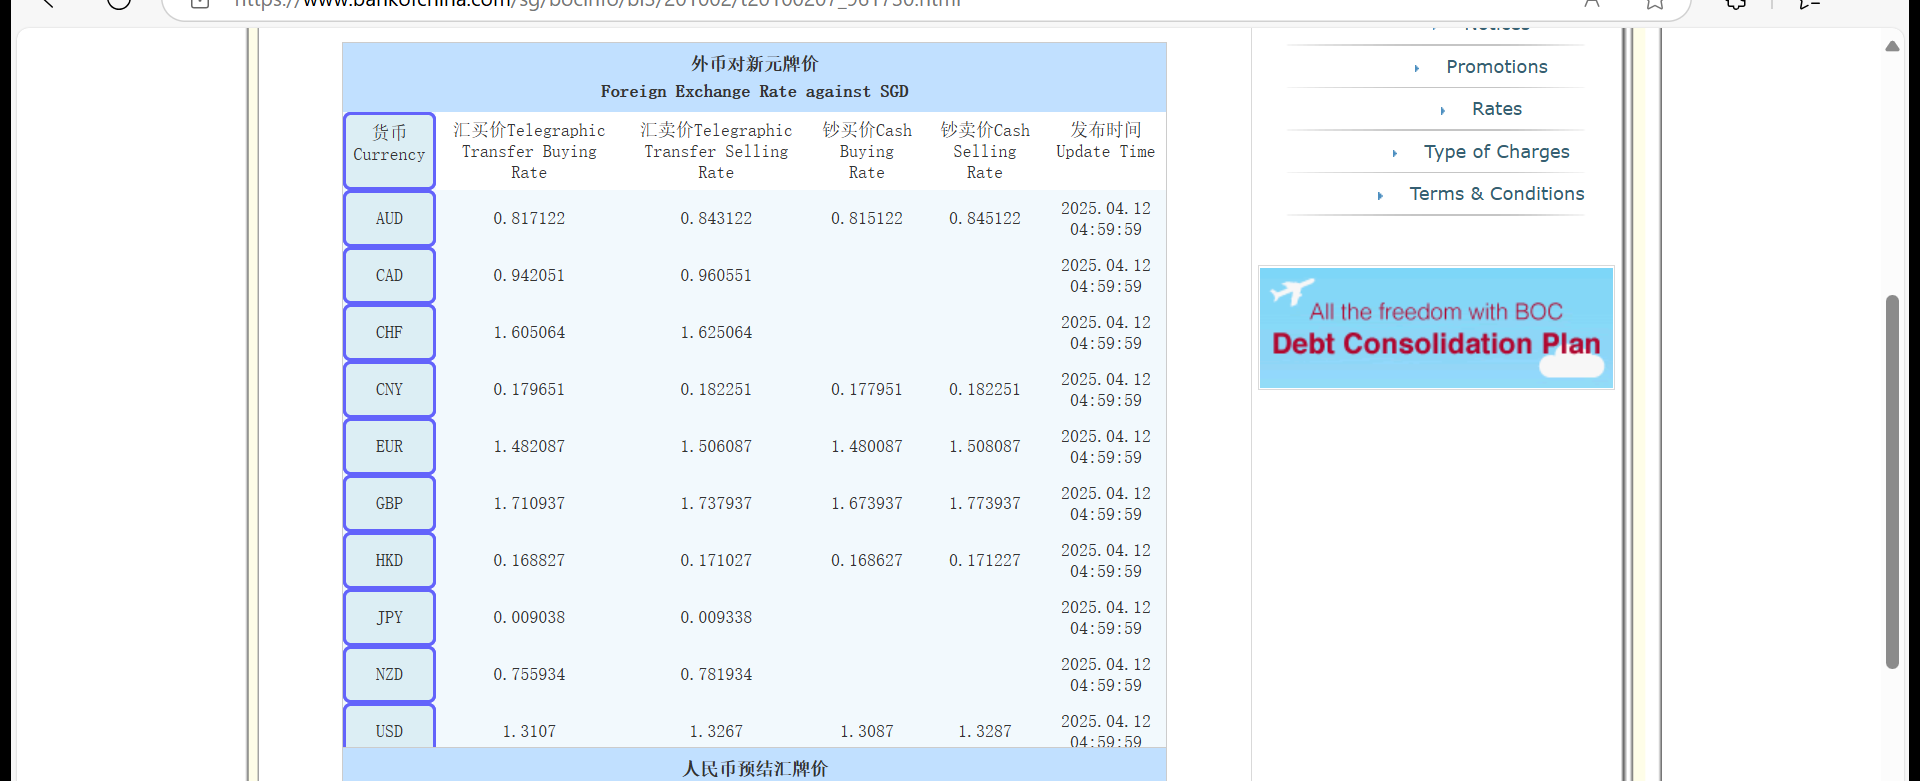 外币对新元牌价
Foreign Exchange Rate against SGD
货币
Currency
汇买价Telegraphic
Transfer Buying
Rate
汇卖价Telegraphic
Transfer Selling
Rate
钞买价Cash
Buying
Rate
钞卖价Cash
Selling
Rate
发布时间
Update Time
AUD 0.817122 0.843122 0.815122 0.845122 2025.04.12
04:59:59
CAD 0.942051 0.960551 2025.04.12
04:59:59
CHF 1.605064 1.625064 2025.04.12
04:59:59
CNY 0.179651 0.182251 0.177951 0.182251 2025.04.12
04:59:59
EUR 1.482087 1.506087 1.480087 1.508087 2025.04.12
04:59:59
GBP 1.710937 1.737937 1.673937 1.773937 2025.04.12
04:59:59
HKD 0.168827 0.171027 0.168627 0.171227 2025.04.12
04:59:59
JPY 0.009038 0.009338 2025.04.12
04:59:59
NZD 0.755934 0.781934 2025.04.12
04:59:59
USD 1.3107 1.3267 1.3087 1.3287 2025.04.12
04:59:59
人民币预结汇牌价
Promotions
Rates
Type of Charges
Terms & Conditions
All the freedom with BOC
Debt Consolidation Plan